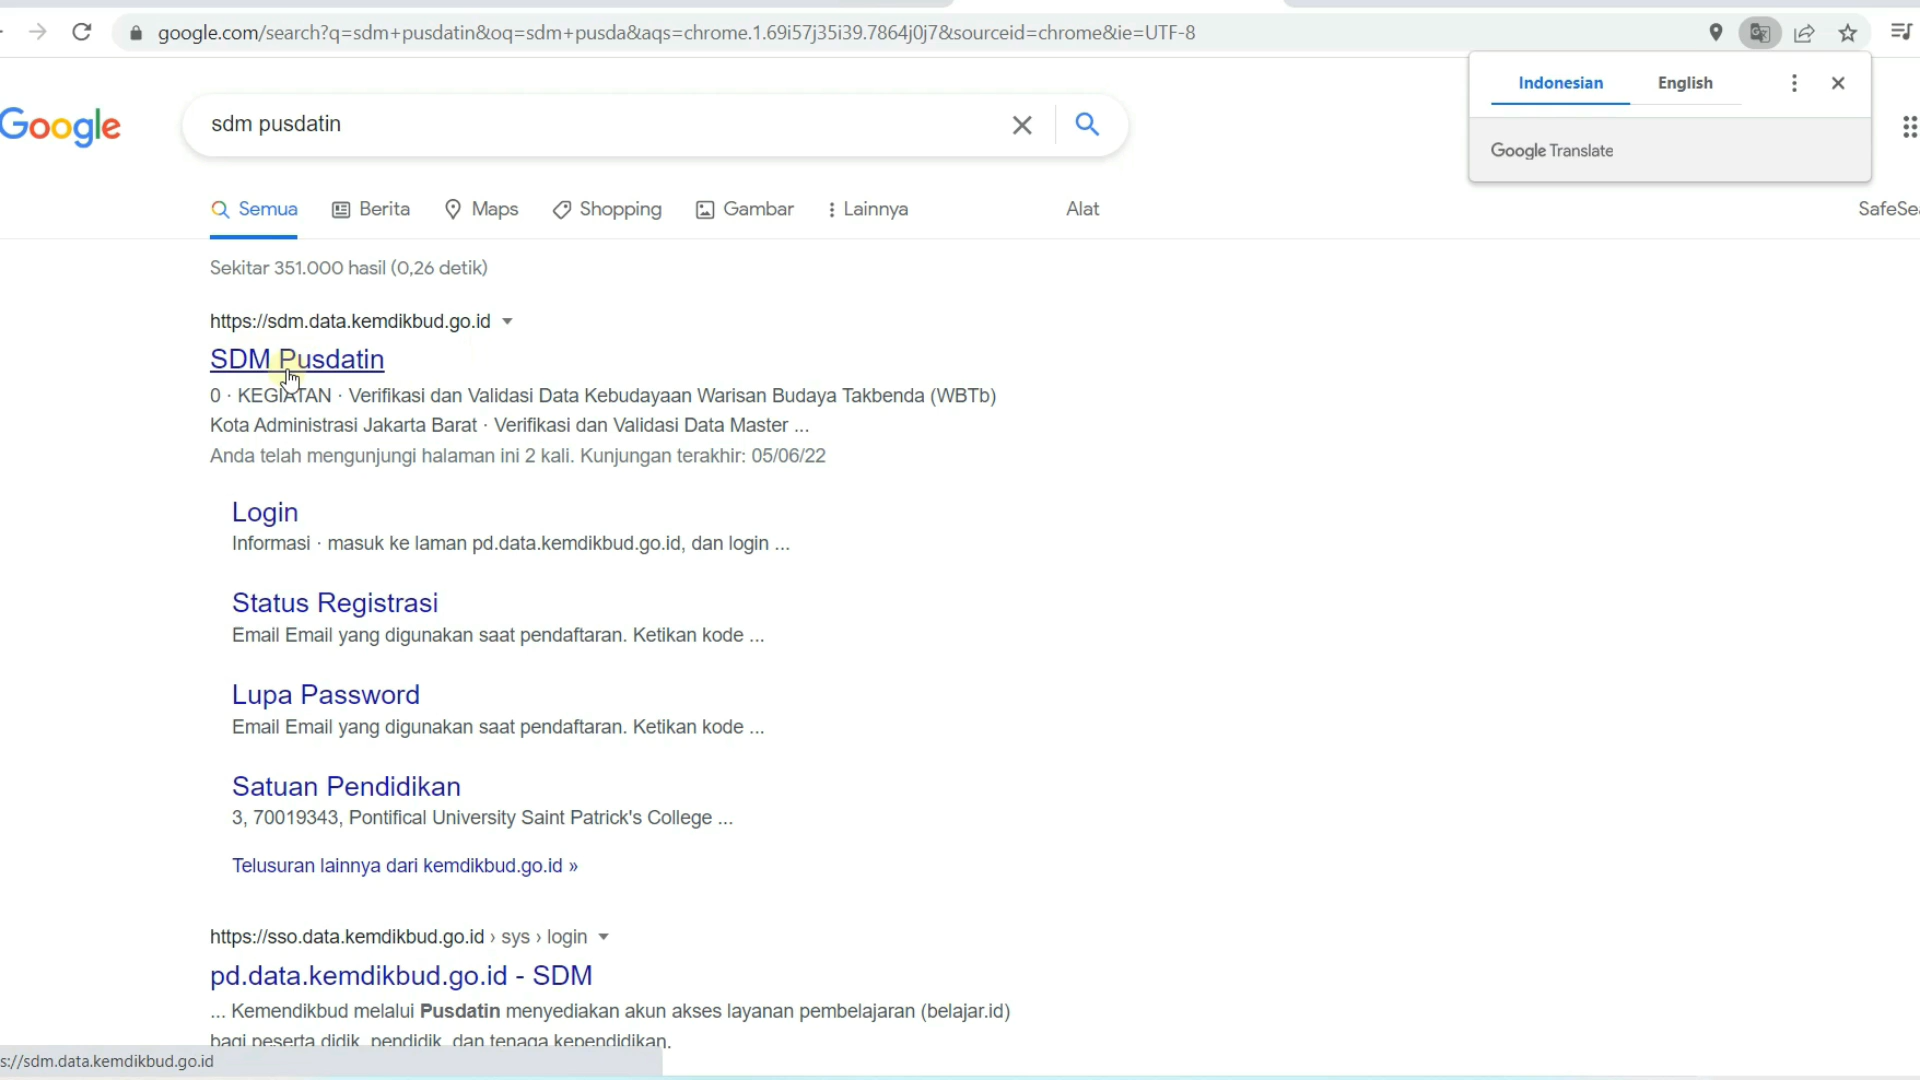 google.com/search?q=sdm+pusdatin&oq=sdm+pusda&aqs=chrome.1.69i57j35i39.7864j0j7&sourceid=chrome&ie=UTF-8
Indonesian English
Google Translate
Google
sdm pusdatin
Semua Berita Maps Shopping Gambar Lainnya Alat
Sekitar 351.000 hasil (0,26 detik)
https://sdm.data.kemdikbud.go.id
SDM Pusdatin
0 · KEGIATAN · Verifikasi dan Validasi Data Kebudayaan Warisan Budaya Takbenda (WBTb)
Kota Administrasi Jakarta Barat · Verifikasi dan Validasi Data Master ...
Anda telah mengunjungi halaman ini 2 kali. Kunjungan terakhir: 05/06/22
Login
Informasi · masuk ke laman pd.data.kemdikbud.go.id, dan login ...
Status Registrasi
Email Email yang digunakan saat pendaftaran. Ketikan kode ...
Lupa Password
Email Email yang digunakan saat pendaftaran. Ketikan kode ...
Satuan Pendidikan
3, 70019343, Pontifical University Saint Patrick's College ...
Telusuran lainnya dari kemdikbud.go.id »
https://sso.data.kemdikbud.go.id › sys › login
pd.data.kemdikbud.go.id - SDM
... Kemendikbud melalui Pusdatin menyediakan akun akses layanan pembelajaran (belajar.id)
bagi peserta didik, pendidik, dan tenaga kependidikan.
s://sdm.data.kemdikbud.go.id